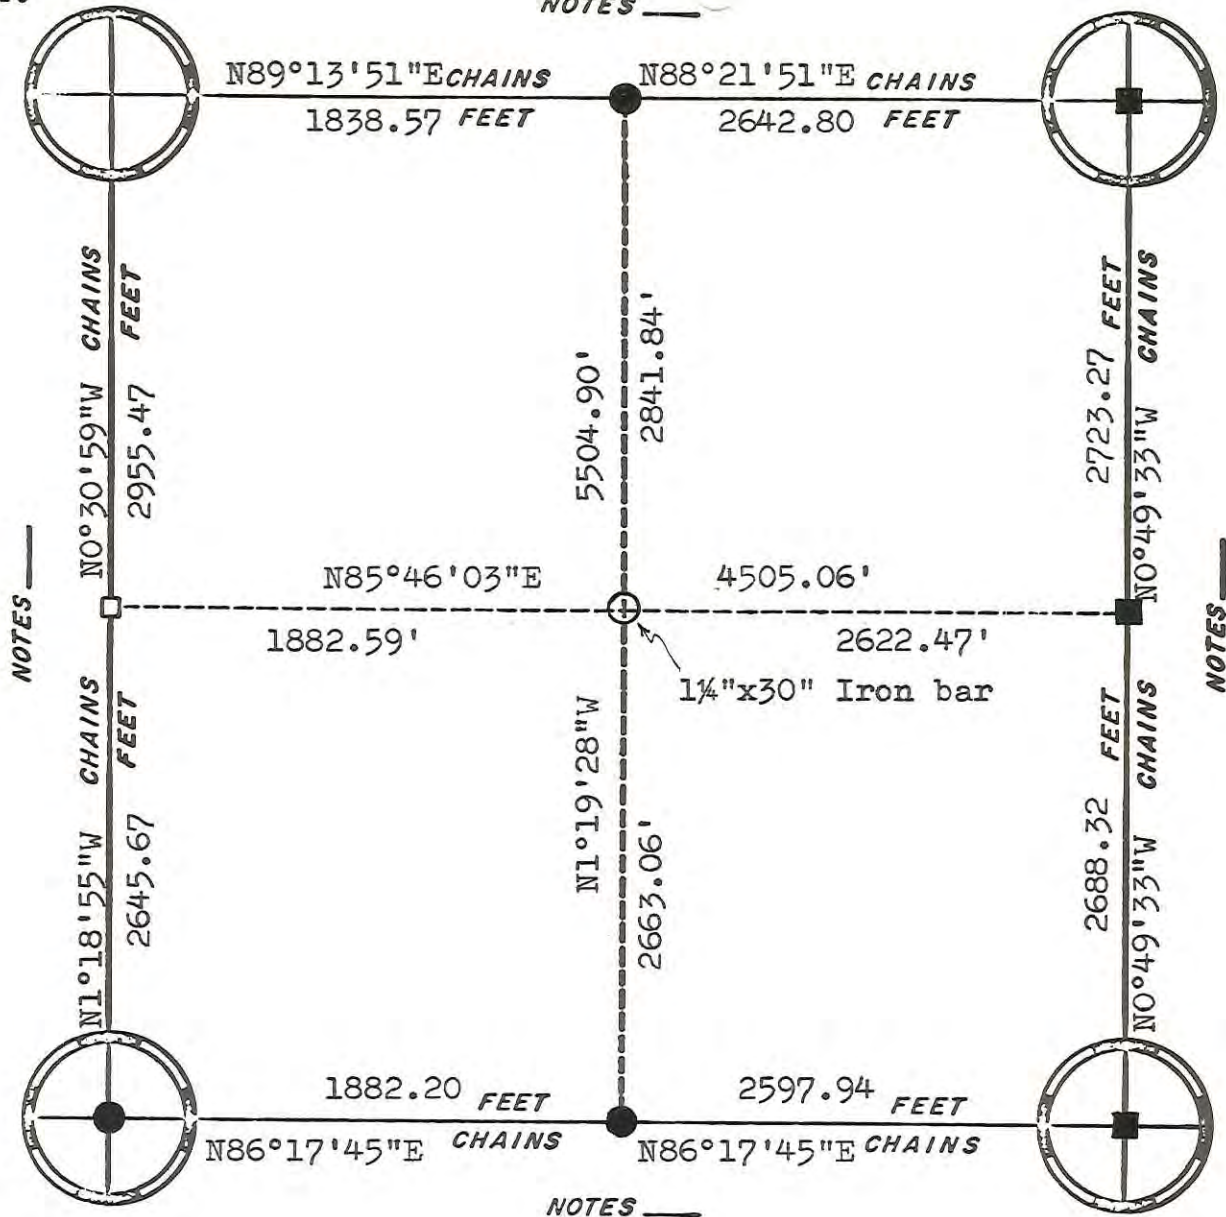 NOTES
N89°13'51"E CHAINS
1838.57 FEET
N88°21'51"E CHAINS
2642.80 FEET
N0°30'59"W CHAINS
2955.47 FEET
5504.90'
2841.84'
2723.27 FEET
N0°49'33"W CHAINS
NOTES
N85°46'03"E
4505.06'
1882.59'
2622.47'
1¼"x30" Iron bar
NOTES
N1°18'55"W CHAINS
2645.67 FEET
N1°19'28"W
2663.06'
2688.32 FEET
N0°49'33"W CHAINS
1882.20 FEET
N86°17'45"E CHAINS
2597.94 FEET
N86°17'45"E CHAINS
NOTES